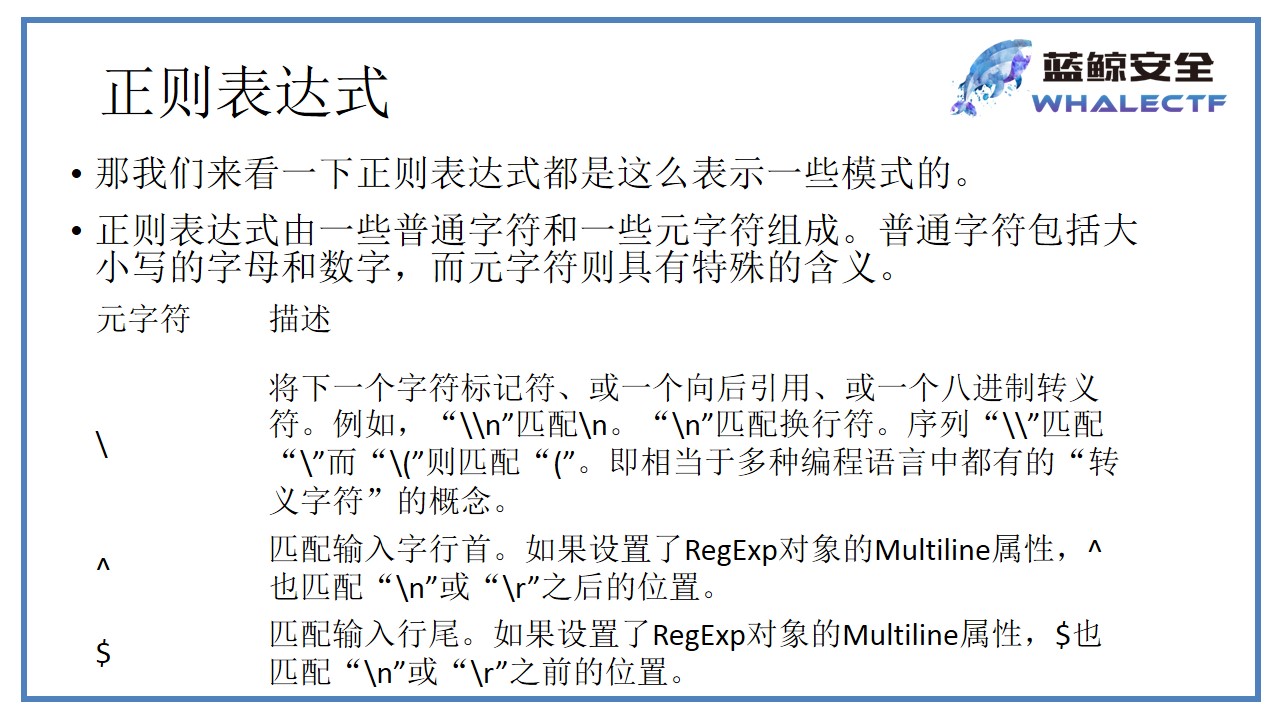 正则表达式
蓝鲸安全
WHALECTF
• 那我们来看一下正则表达式都是这么表示一些模式的。
• 正则表达式由一些普通字符和一些元字符组成。普通字符包括大
小写的字母和数字，而元字符则具有特殊的含义。
元字符 描述
将下一个字符标记符、或一个向后引用、或一个八进制转义
符。例如，“\\n”匹配\n。“\n”匹配换行符。序列“\\”匹配
\ “\”而“\(”则匹配“(”。即相当于多种编程语言中都有的“转
义字符”的概念。
匹配输入字行首。如果设置了RegExp对象的Multiline属性，^
^ 也匹配“\n”或“\r”之后的位置。
匹配输入行尾。如果设置了RegExp对象的Multiline属性，$也
$ 匹配“\n”或“\r”之前的位置。